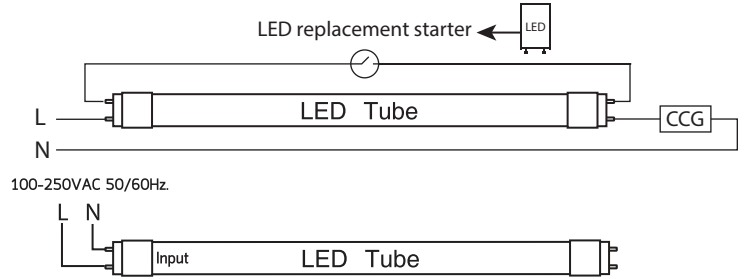 LED replacement starter
LED
LED Tube
L
CCG
N
100-250VAC 50/60Hz.
L N
Input
LED Tube